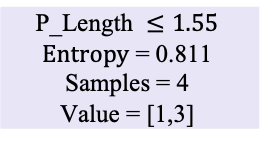 P_Length ≤ 1.55
Entropy = 0.811
Samples = 4
Value = [1,3]